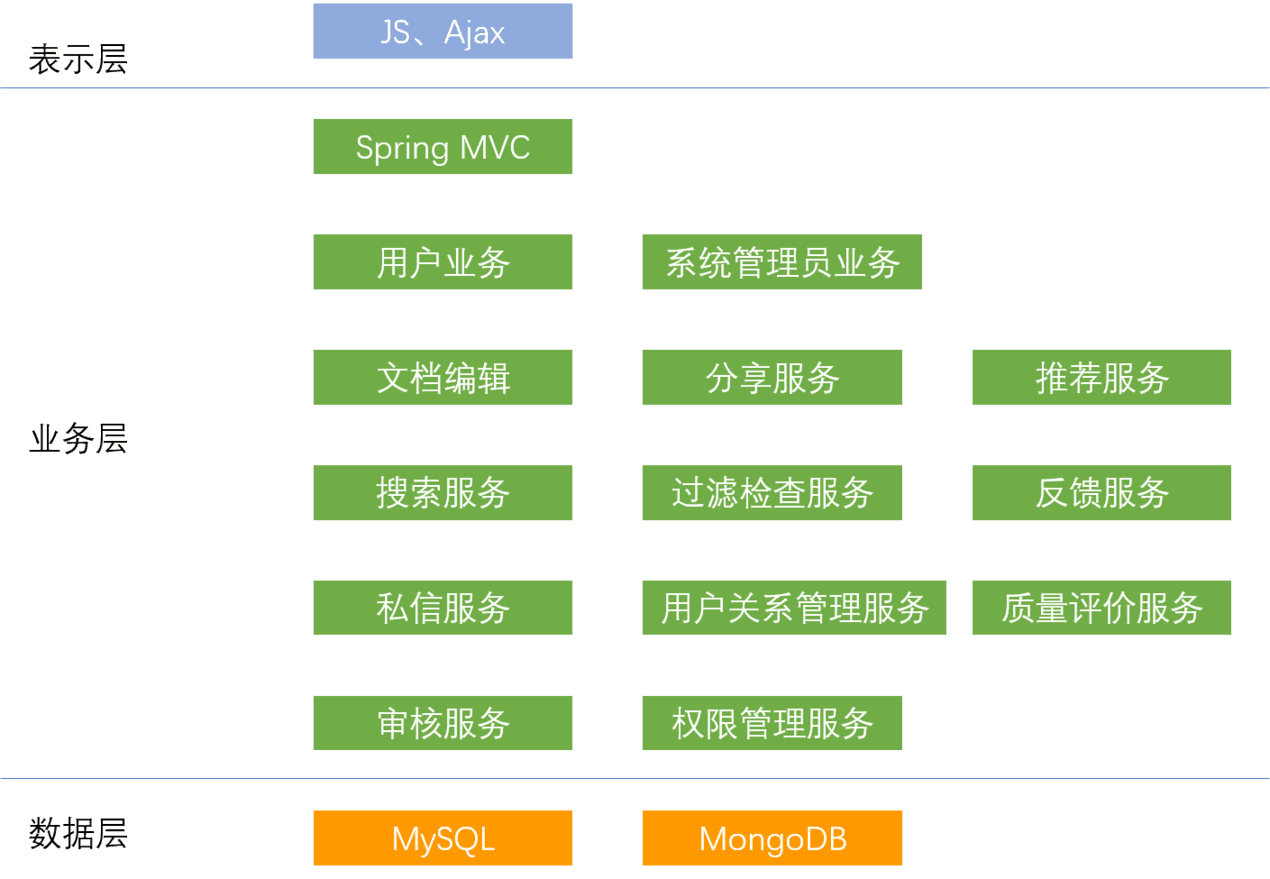 表示层
JS、Ajax
业务层
Spring MVC
用户业务
系统管理员业务
文档编辑
分享服务
推荐服务
搜索服务
过滤检查服务
反馈服务
私信服务
用户关系管理服务
质量评价服务
审核服务
权限管理服务
数据层
MySQL
MongoDB